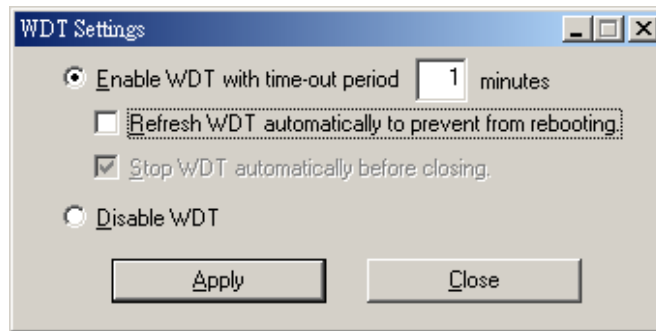 WDT Settings
Enable WDT with time-out period 1 minutes
Refresh WDT automatically to prevent from rebooting.
Stop WDT automatically before closing.
Disable WDT
Apply Close